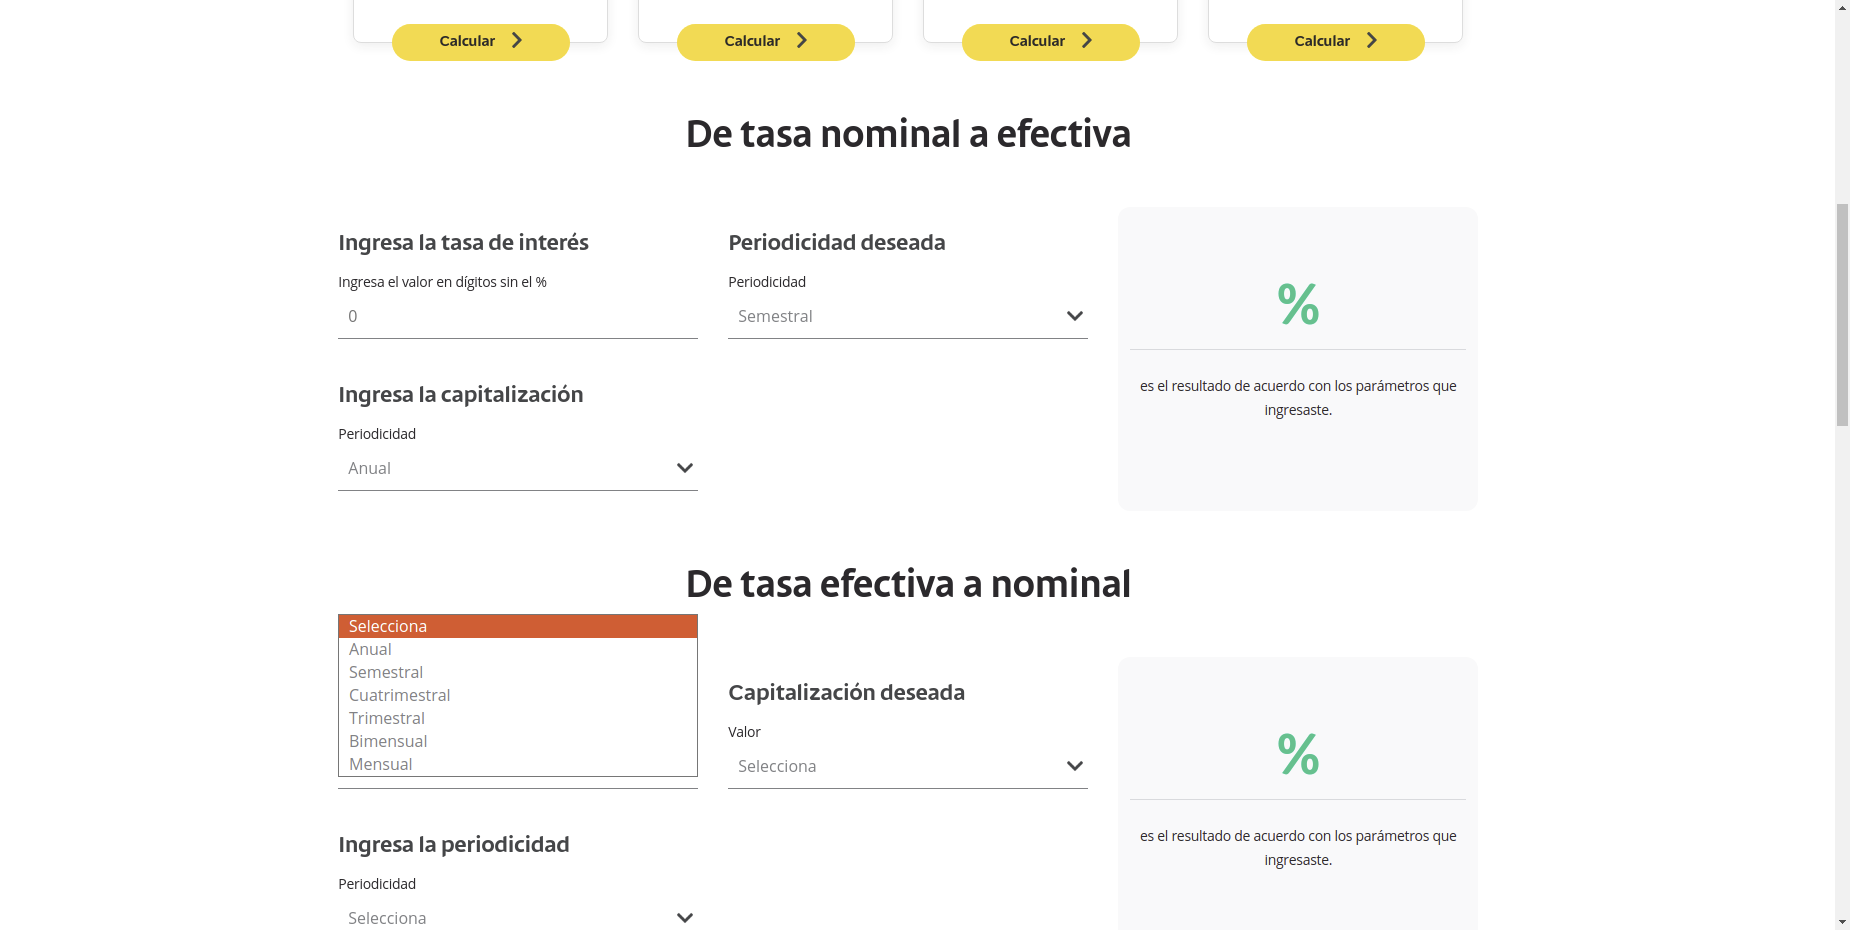 Calcular
Calcular
Calcular
Calcular
De tasa nominal a efectiva
Ingresa la tasa de interés
Ingresa el valor en dígitos sin el %
0
Periodicidad deseada
Periodicidad
Semestral
%
es el resultado de acuerdo con los parámetros que
ingresaste.
Ingresa la capitalización
Periodicidad
Anual
De tasa efectiva a nominal
Selecciona
Anual
Semestral
Cuatrimestral
Trimestral
Bimensual
Mensual
Capitalización deseada
Valor
Selecciona
%
es el resultado de acuerdo con los parámetros que
ingresaste.
Ingresa la periodicidad
Periodicidad
Selecciona